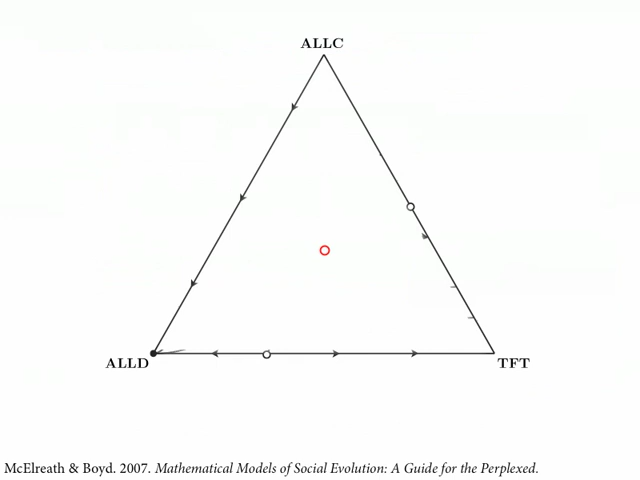 ALLC
ALLD
TFT
McElreath & Boyd. 2007. Mathematical Models of Social Evolution: A Guide for the Perplexed.